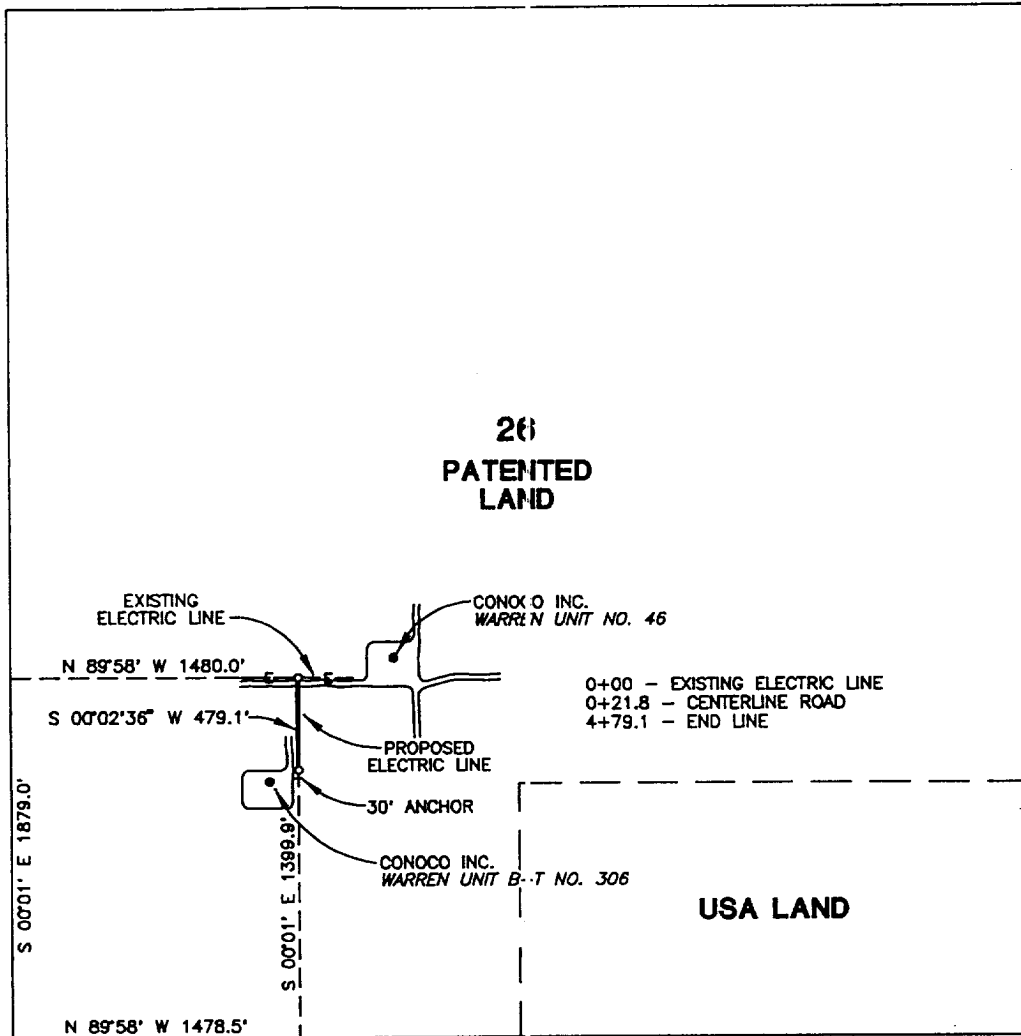 26
PATENTED
LAND
EXISTING
ELECTRIC LINE
CONOCO INC.
WARREN UNIT NO. 46
N 89°58' W 1480.0'
E
E
0+00 - EXISTING ELECTRIC LINE
0+21.8 - CENTERLINE ROAD
4+79.1 - END LINE
S 00°02'36" W 479.1'
PROPOSED
ELECTRIC LINE
30' ANCHOR
CONOCO INC.
WARREN UNIT B-T NO. 306
S 00°01' E 1879.0'
S 00°01' E 1399.9'
USA LAND
N 89°58' W 1478.5'